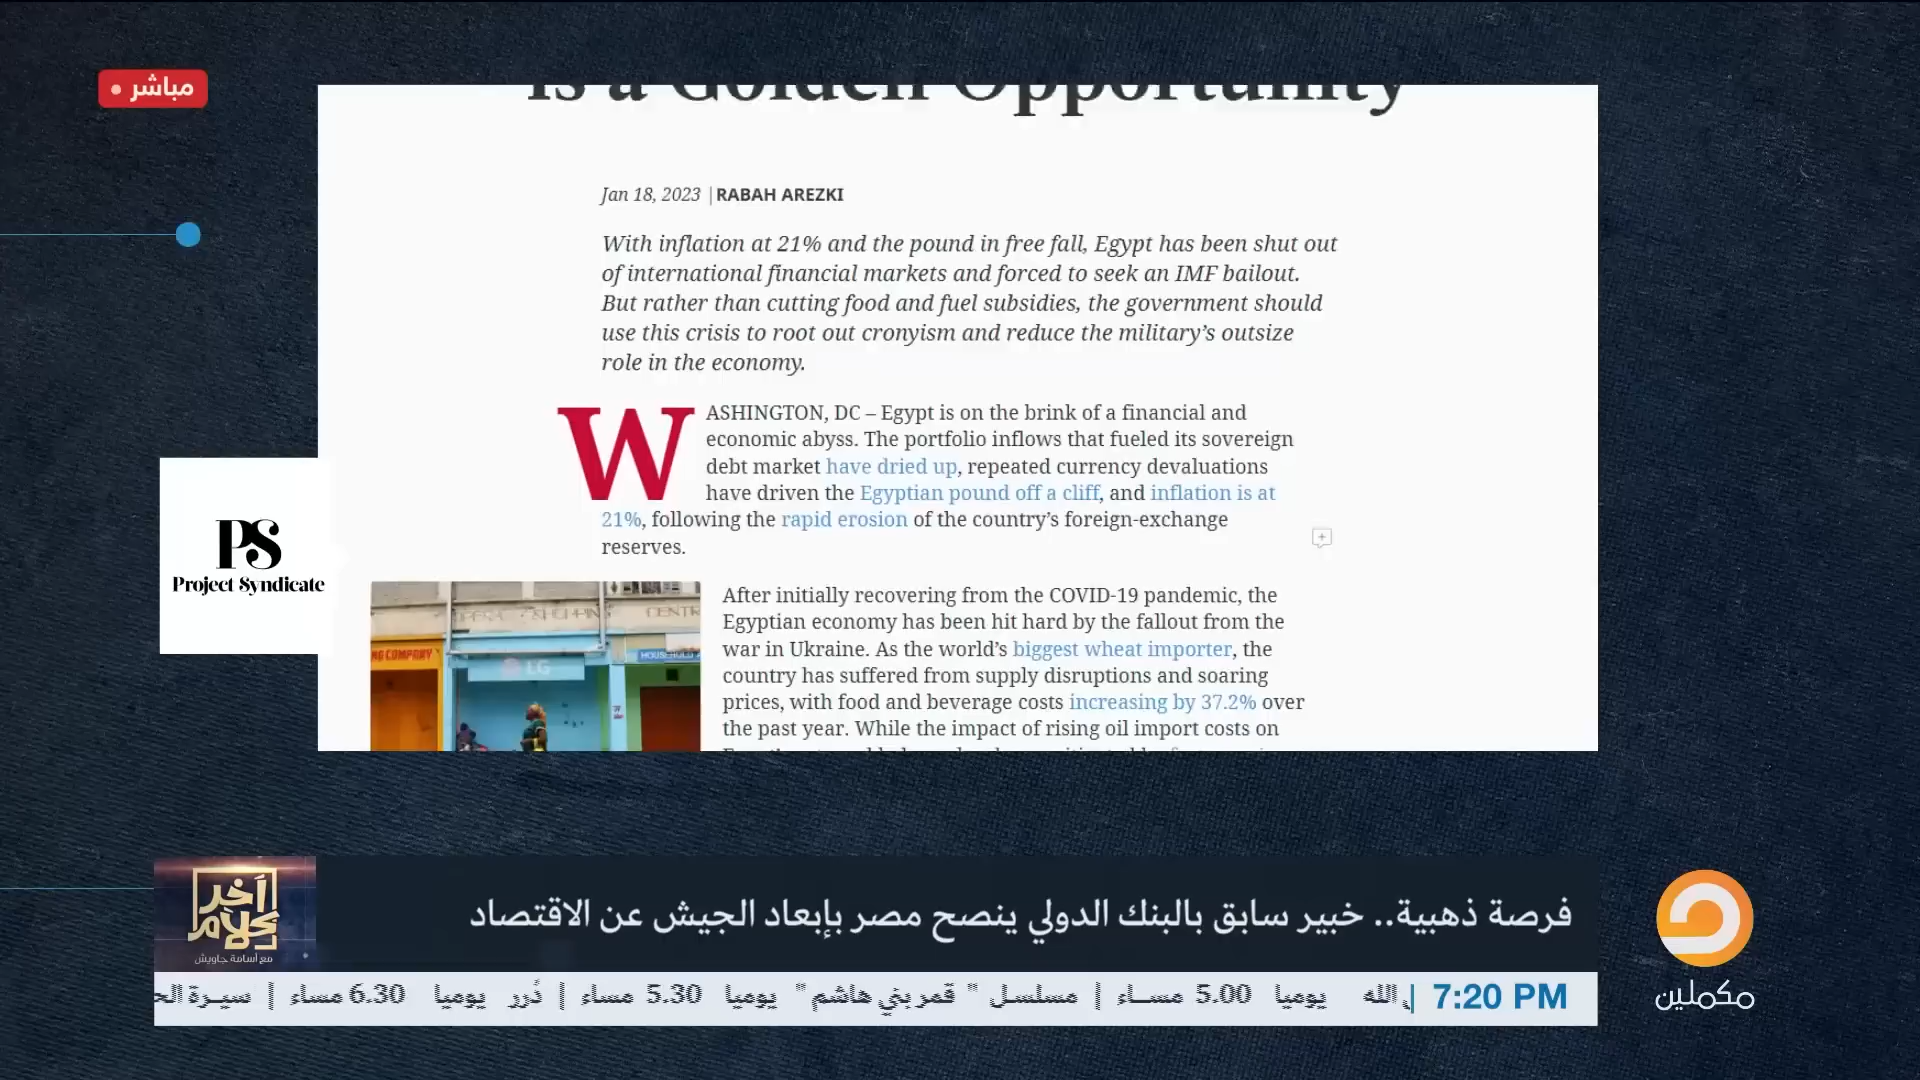 مباشر
is a Golden Opportunity
Jan 18, 2023 | RABAH AREZKI
With inflation at 21% and the pound in free fall, Egypt has been shut out
of international financial markets and forced to seek an IMF bailout.
But rather than cutting food and fuel subsidies, the government should
use this crisis to root out cronyism and reduce the military's outsize
role in the economy.
WASHINGTON, DC – Egypt is on the brink of a financial and
economic abyss. The portfolio inflows that fueled its sovereign
debt market have dried up, repeated currency devaluations
have driven the Egyptian pound off a cliff, and inflation is at
21%, following the rapid erosion of the country's foreign-exchange
reserves.
PS
Project Syndicate
After initially recovering from the COVID-19 pandemic, the
Egyptian economy has been hit hard by the fallout from the
war in Ukraine. As the world's biggest wheat importer, the
country has suffered from supply disruptions and soaring
prices, with food and beverage costs increasing by 37.2% over
the past year. While the impact of rising oil import costs on
NG COMPANY
LG
آخر
كلام
مع أسامة جاويش
فرصة ذهبية.. خبير سابق بالبنك الدولي ينصح مصر بإبعاد الجيش عن الاقتصاد
الله يوميا 5.00 مساء | مسلسل " قمر بني هاشم " يوميا 5.30 مساء | دُرر يوميا 6.30 مساء | سيرة
7:20 PM
مكملين